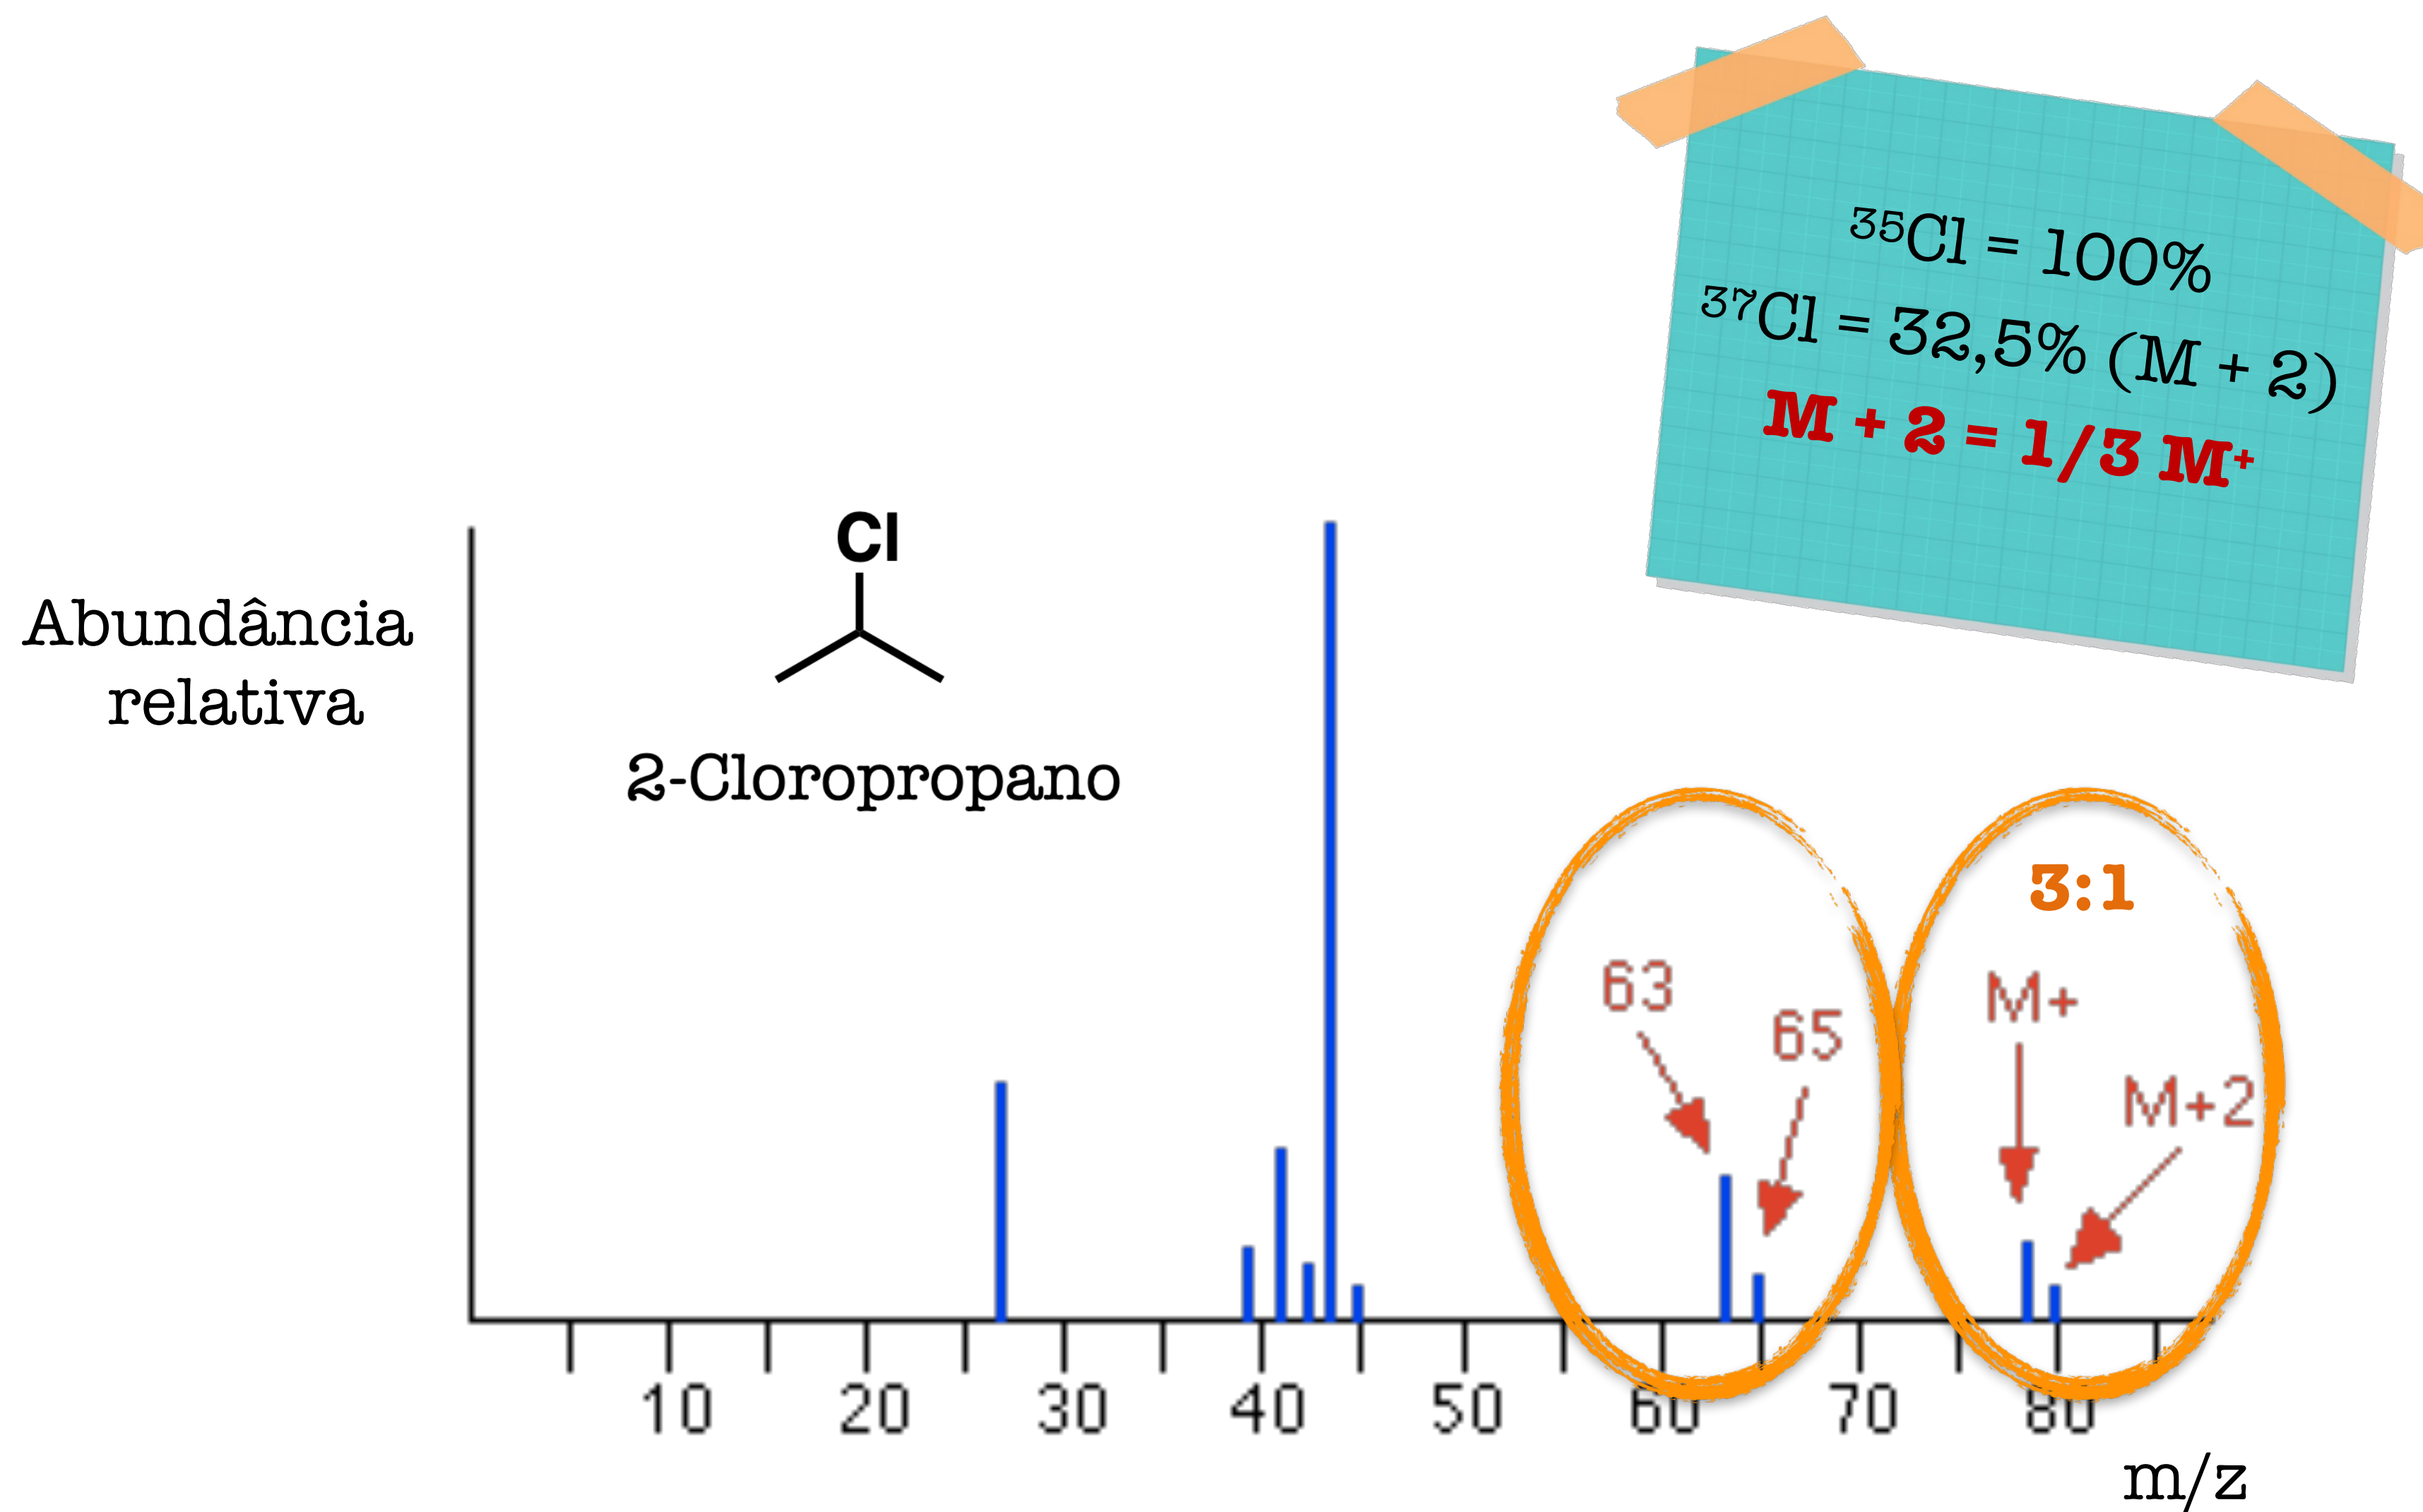 ³⁵Cl = 100%
³⁷Cl = 32,5% (M + 2)
M + 2 = 1/3 M⁺
Cl
Abundância
relativa
2-Cloropropano
3:1
63
M+
65
M+2
10 20 30 40 50 60 70 80
m/z